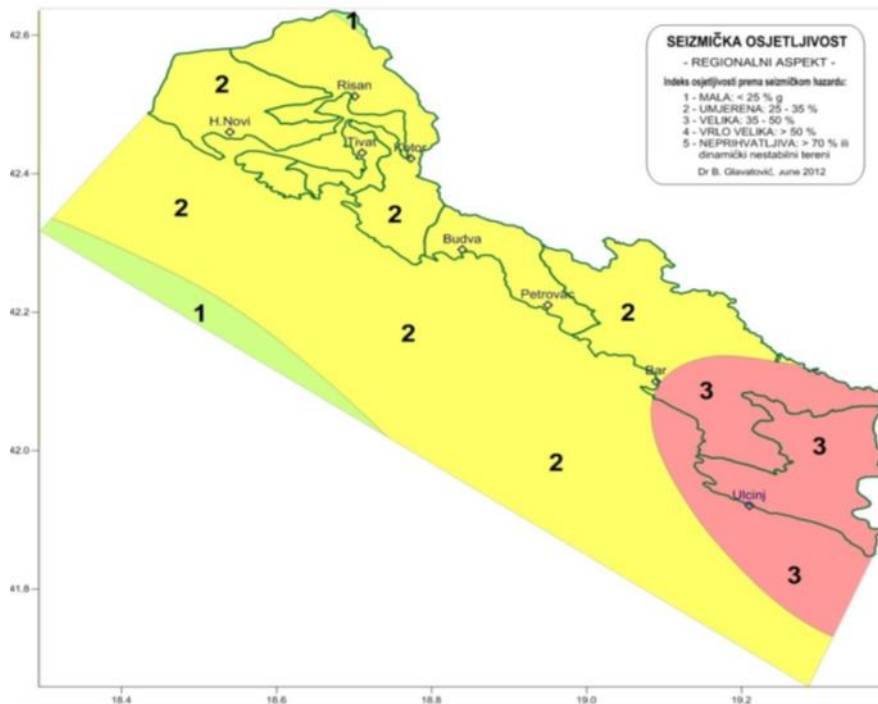 SEIZMIČKA OSJETLJIVOST
- REGIONALNI ASPEKT -
Indeks osjetljivosti prema seizmičkom hazardu:
1 - MALA: < 25 % g
2 - UMJERENA: 25 - 35 %
3 - VELIKA: 35 - 50 %
4 - VRLO VELIKA: > 50 %
5 - NEPRIHVATLJIVA: > 70 % ili
dinamički nestabilni tereni
Dr B. Glavatović, June 2012
42.6
1
2
Risan
H.Novi
Tivat
Kotor
42.4
2
2
Budva
42.2
1
Petrovac
2
2
Bar
3
42.0
2
3
Ulcinj
41.8
3
18.4
18.6
18.8
19.0
19.2